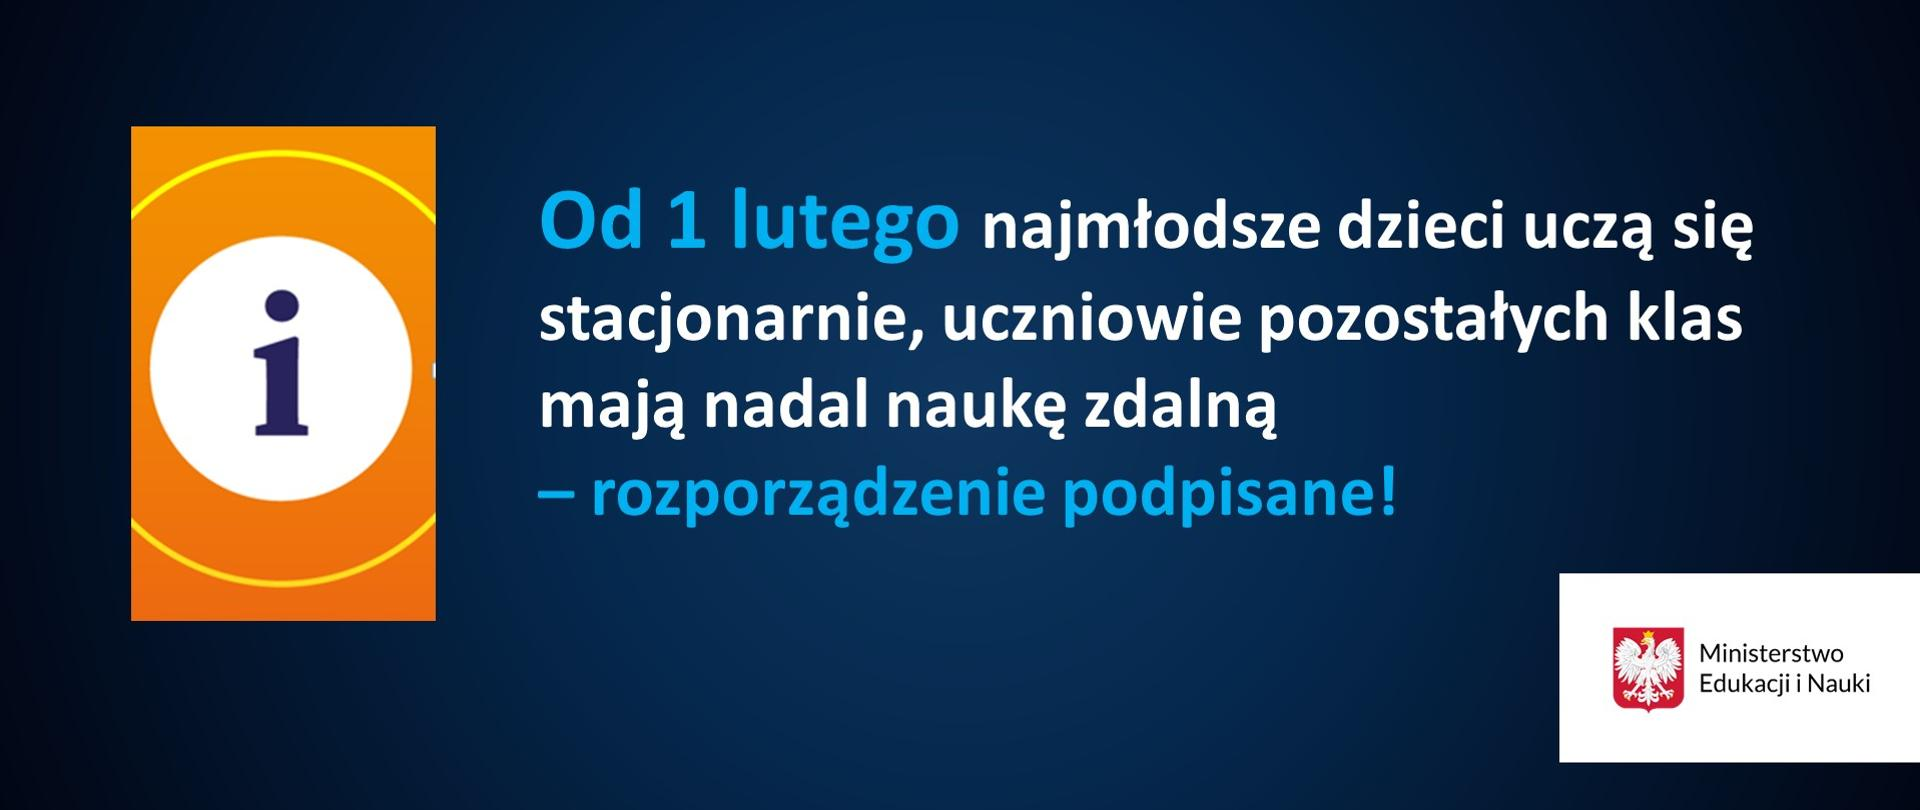 i
Od 1 lutego najmłodsze dzieci uczą się
stacjonarnie, uczniowie pozostałych klas
mają nadal naukę zdalną
– rozporządzenie podpisane!
Ministerstwo
Edukacji i Nauki